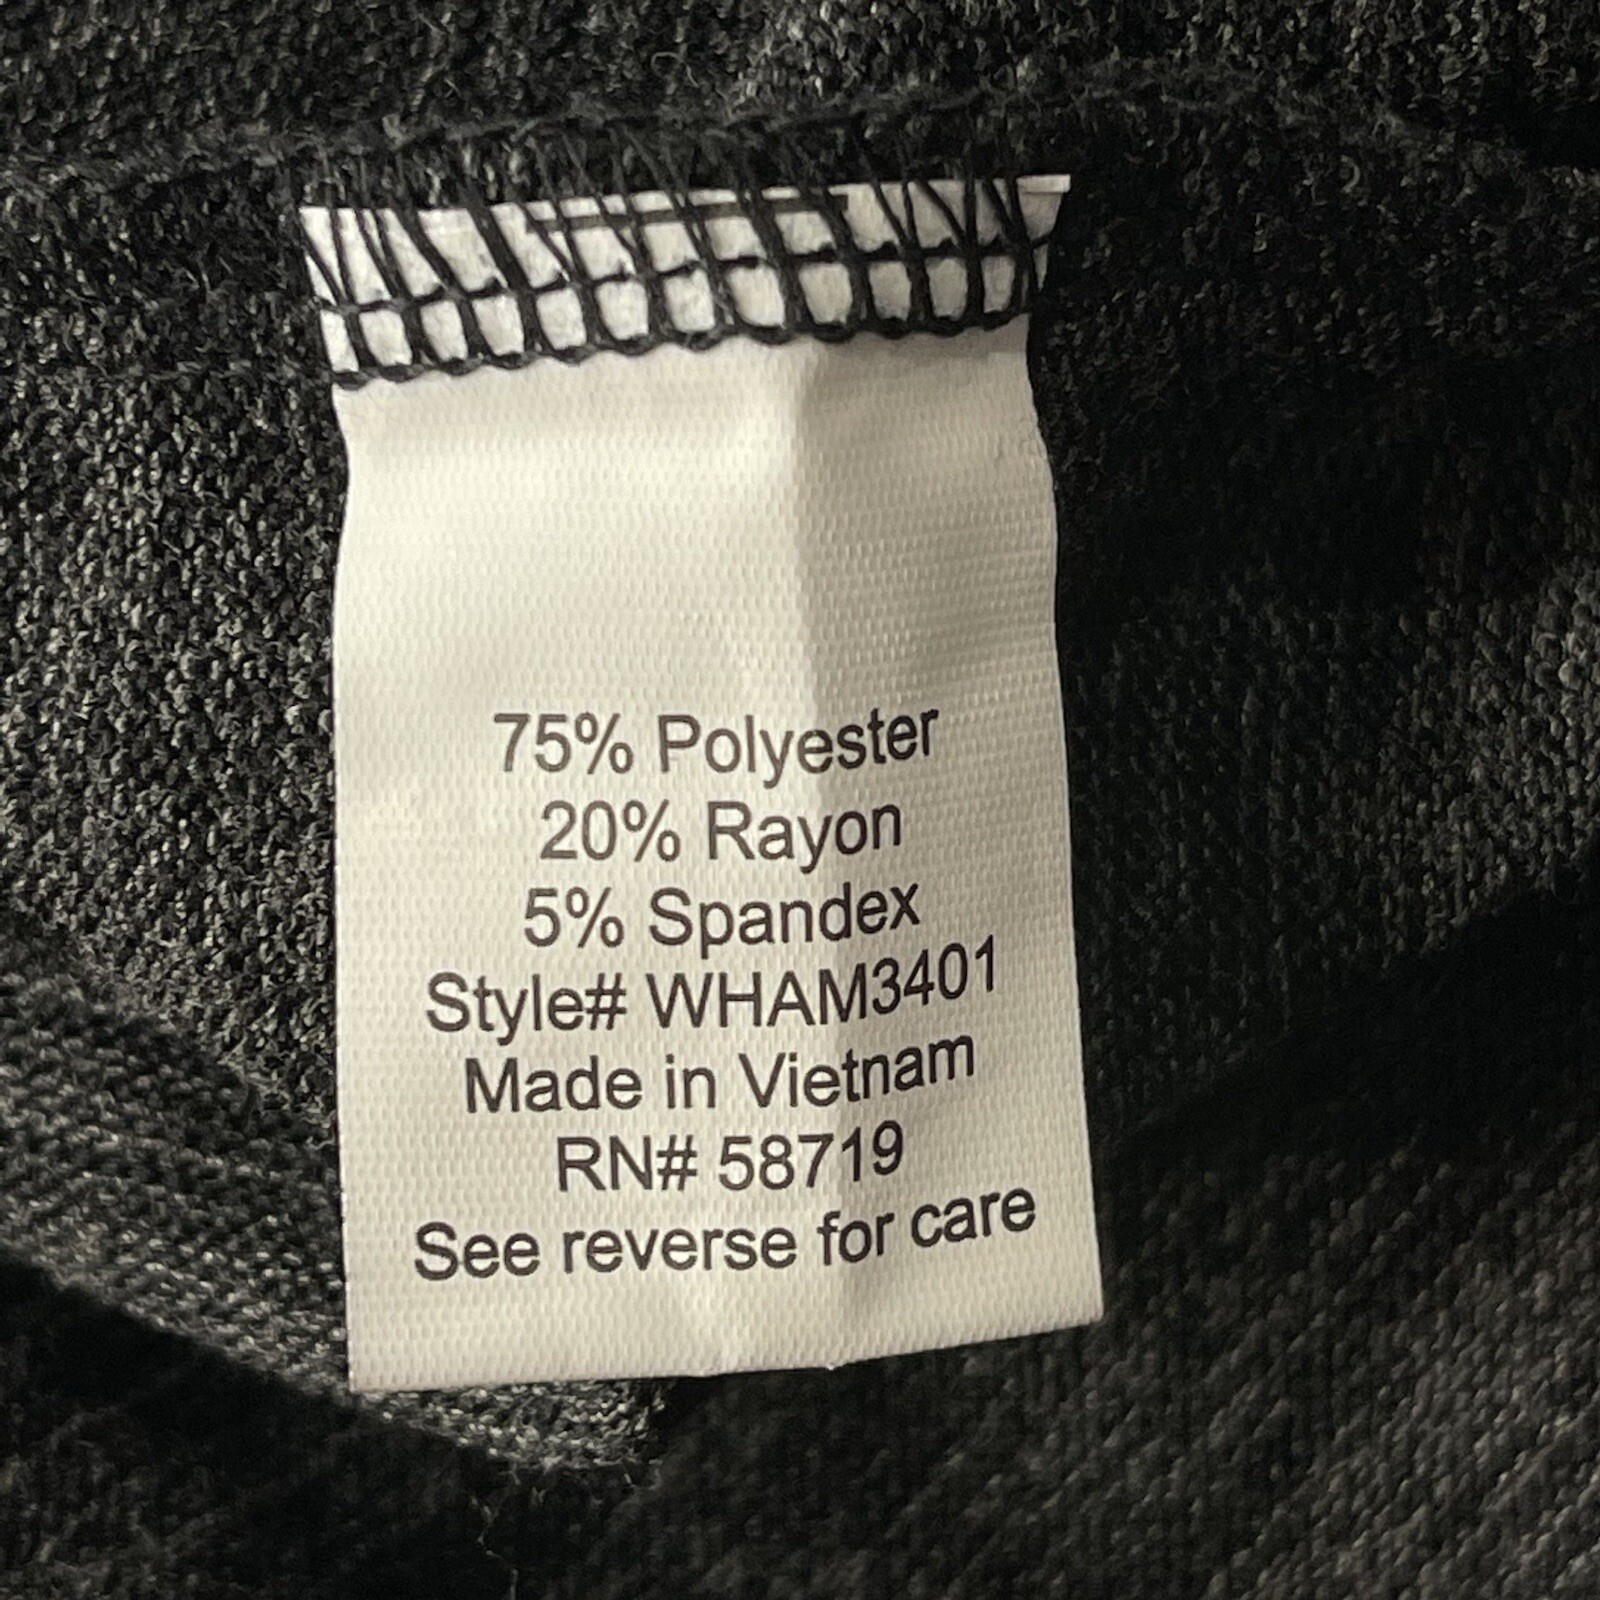 75% Polyester
20% Rayon
5% Spandex
Style# WHAM3401
Made in Vietnam
RN# 58719
See reverse for care